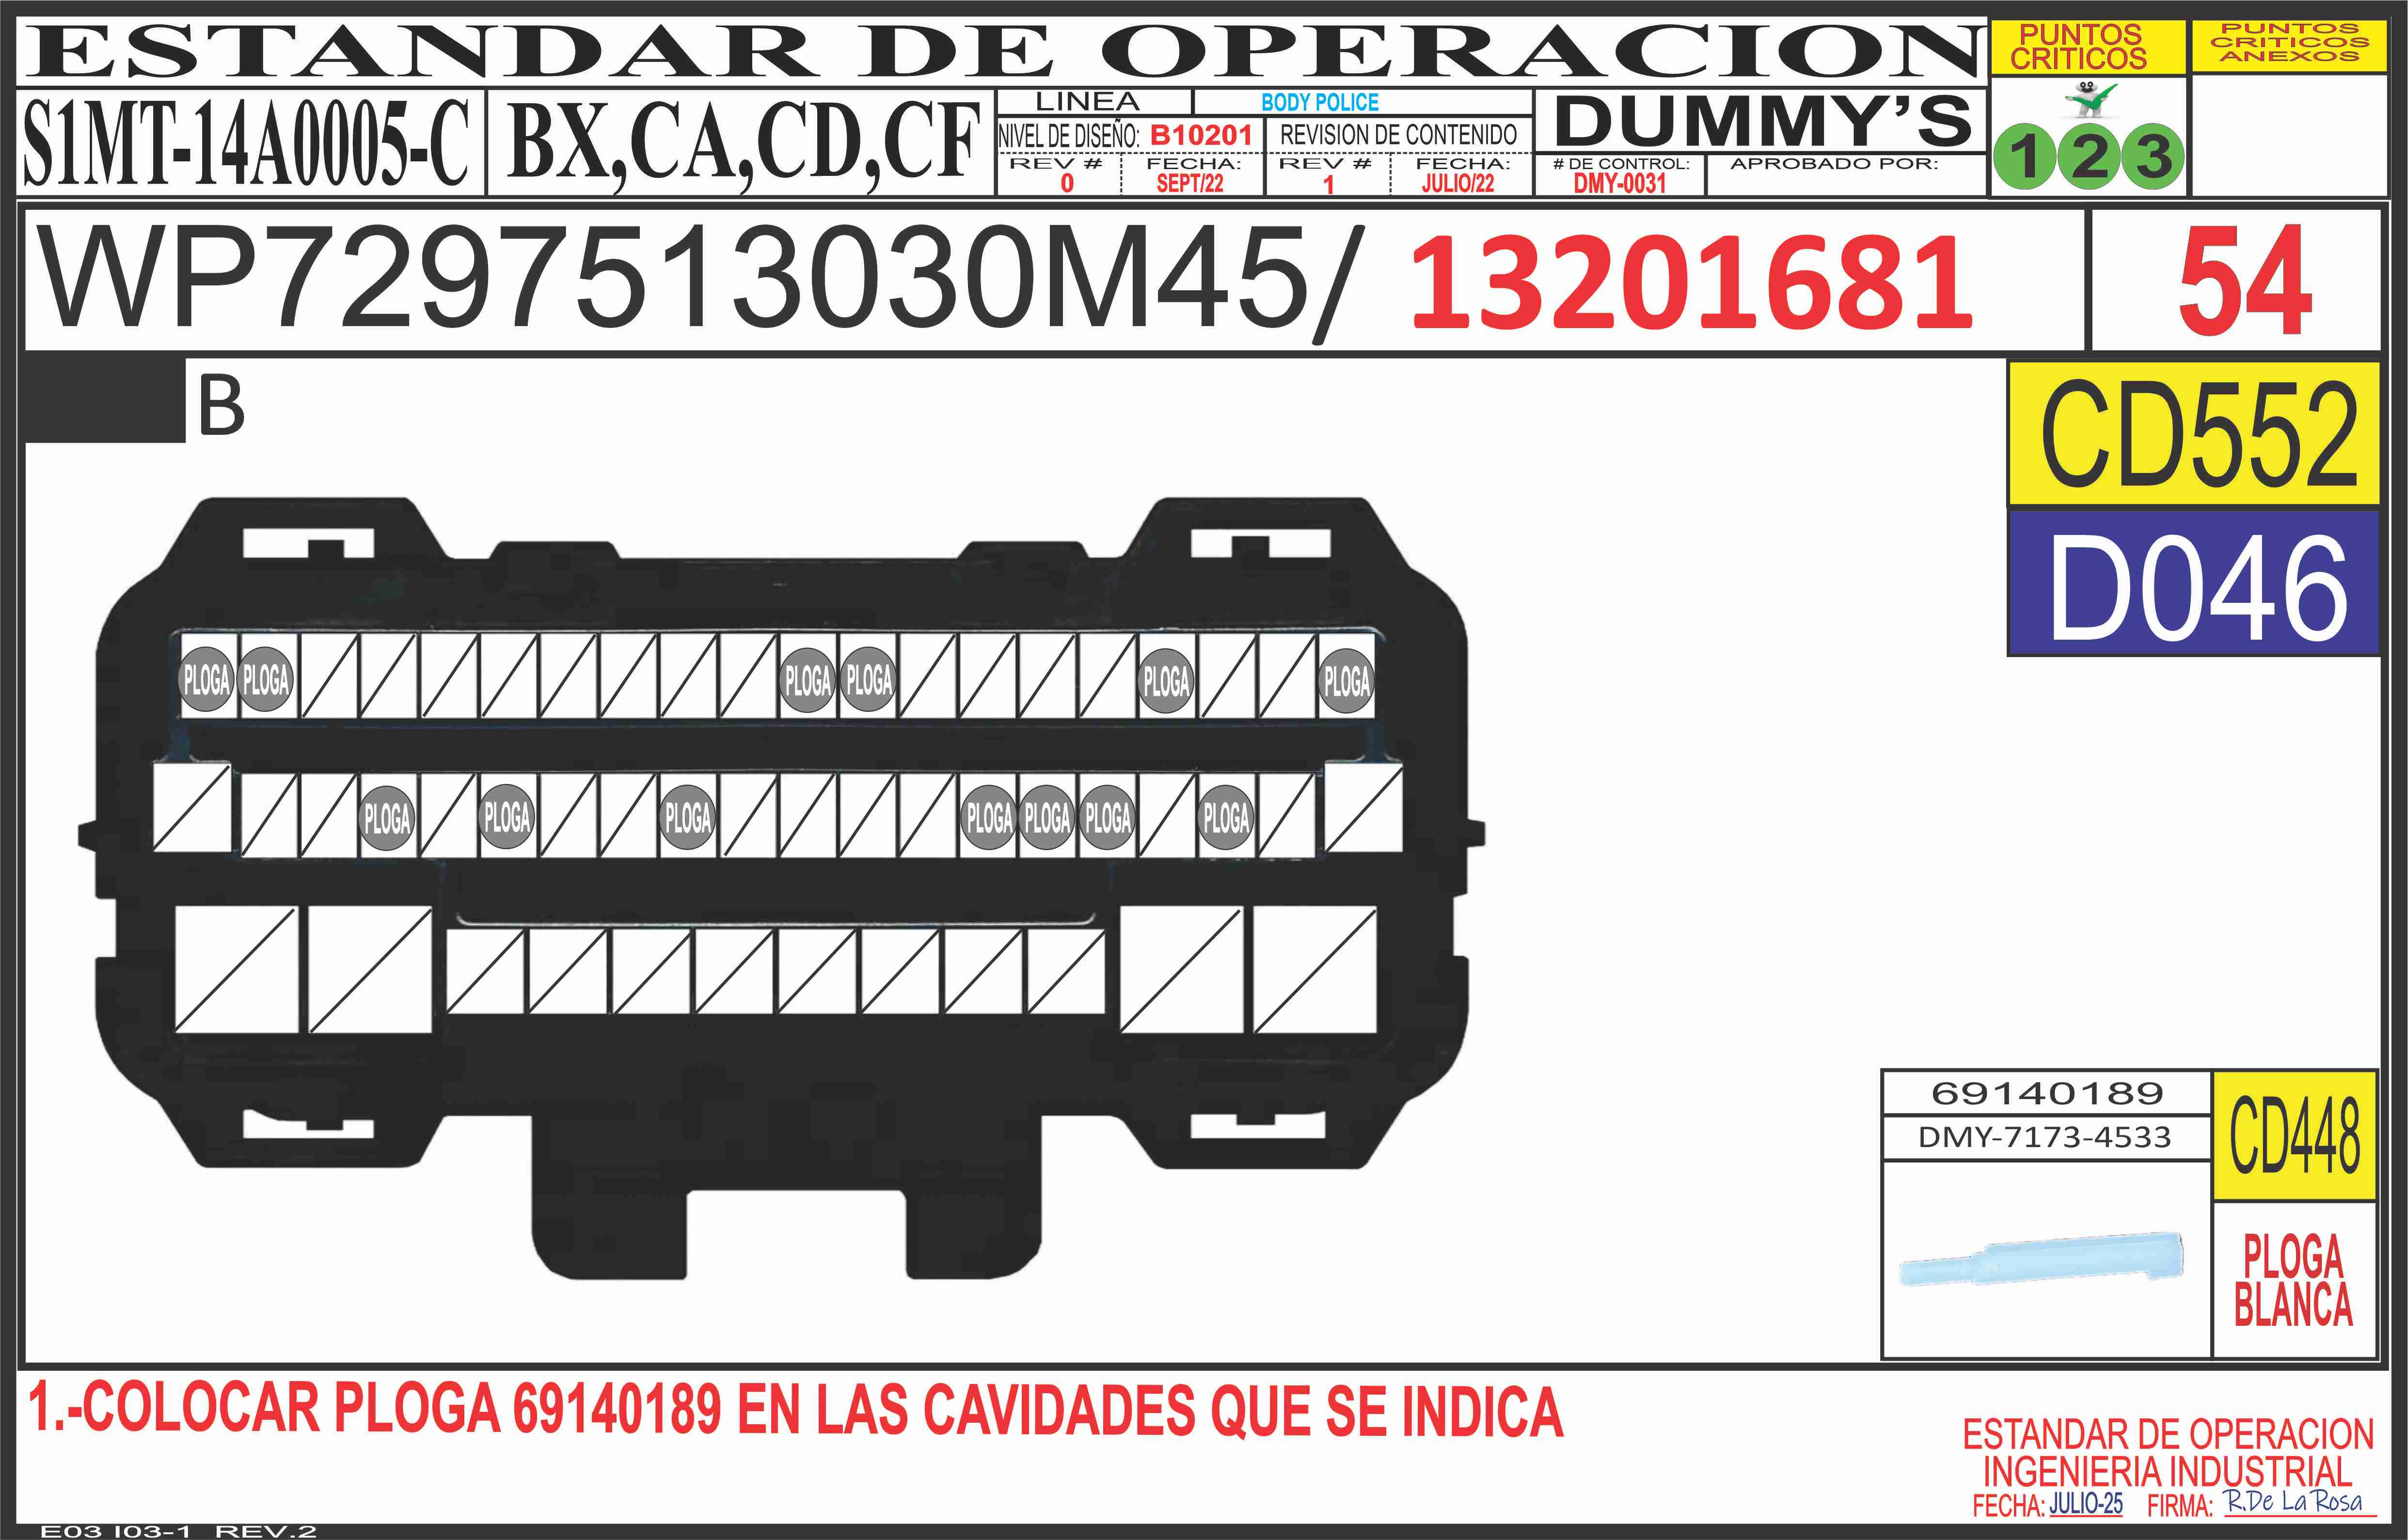 ESTANDAR DE OPERACION
PUNTOS
CRITICOS
PUNTOS
CRITICOS
ANEXOS
S1MT-14A0005-C
BX,CA,CD,CF
LINEA
BODY POLICE
NIVEL DE DISEÑO: B10201
REVISION DE CONTENIDO
REV #
0
FECHA:
SEPT/22
REV #
1
FECHA:
JULIO/22
DUMMY'S
# DE CONTROL:
DMY-0031
APROBADO POR:
1 2 3
WP7297513030M45/ 13201681
54
B
CD552
D046
PLOGA PLOGA PLOGA PLOGA PLOGA PLOGA
PLOGA PLOGA PLOGA PLOGA PLOGA PLOGA PLOGA
69140189
DMY-7173-4533
CD448
PLOGA
BLANCA
1.-COLOCAR PLOGA 69140189 EN LAS CAVIDADES QUE SE INDICA
ESTANDAR DE OPERACION
INGENIERIA INDUSTRIAL
FECHA: JULIO-25 FIRMA: R.De La Rosa
E03 I03-1 REV.2